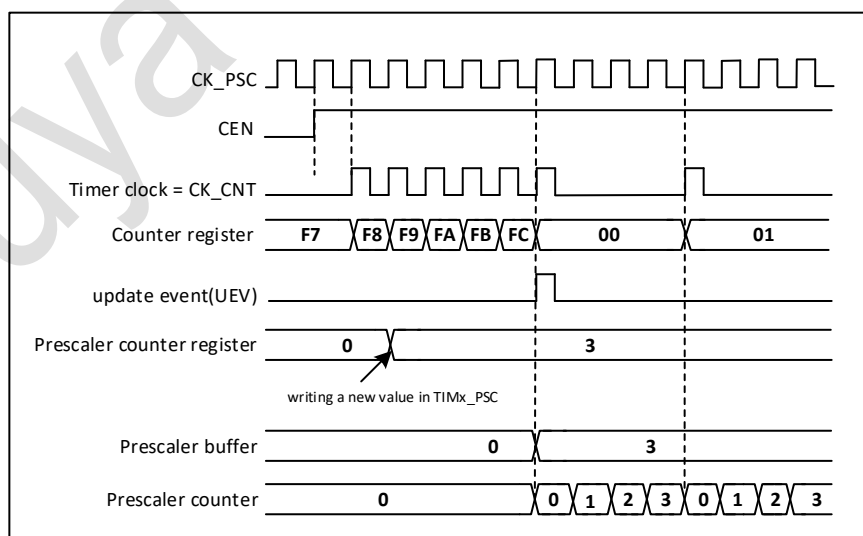 CK_PSC
CEN
Timer clock = CK_CNT
Counter register F7 F8 F9 FA FB FC 00 01
update event(UEV)
Prescaler counter register 0 3
writing a new value in TIMx_PSC
Prescaler buffer 0 3
Prescaler counter 0 0 1 2 3 0 1 2 3